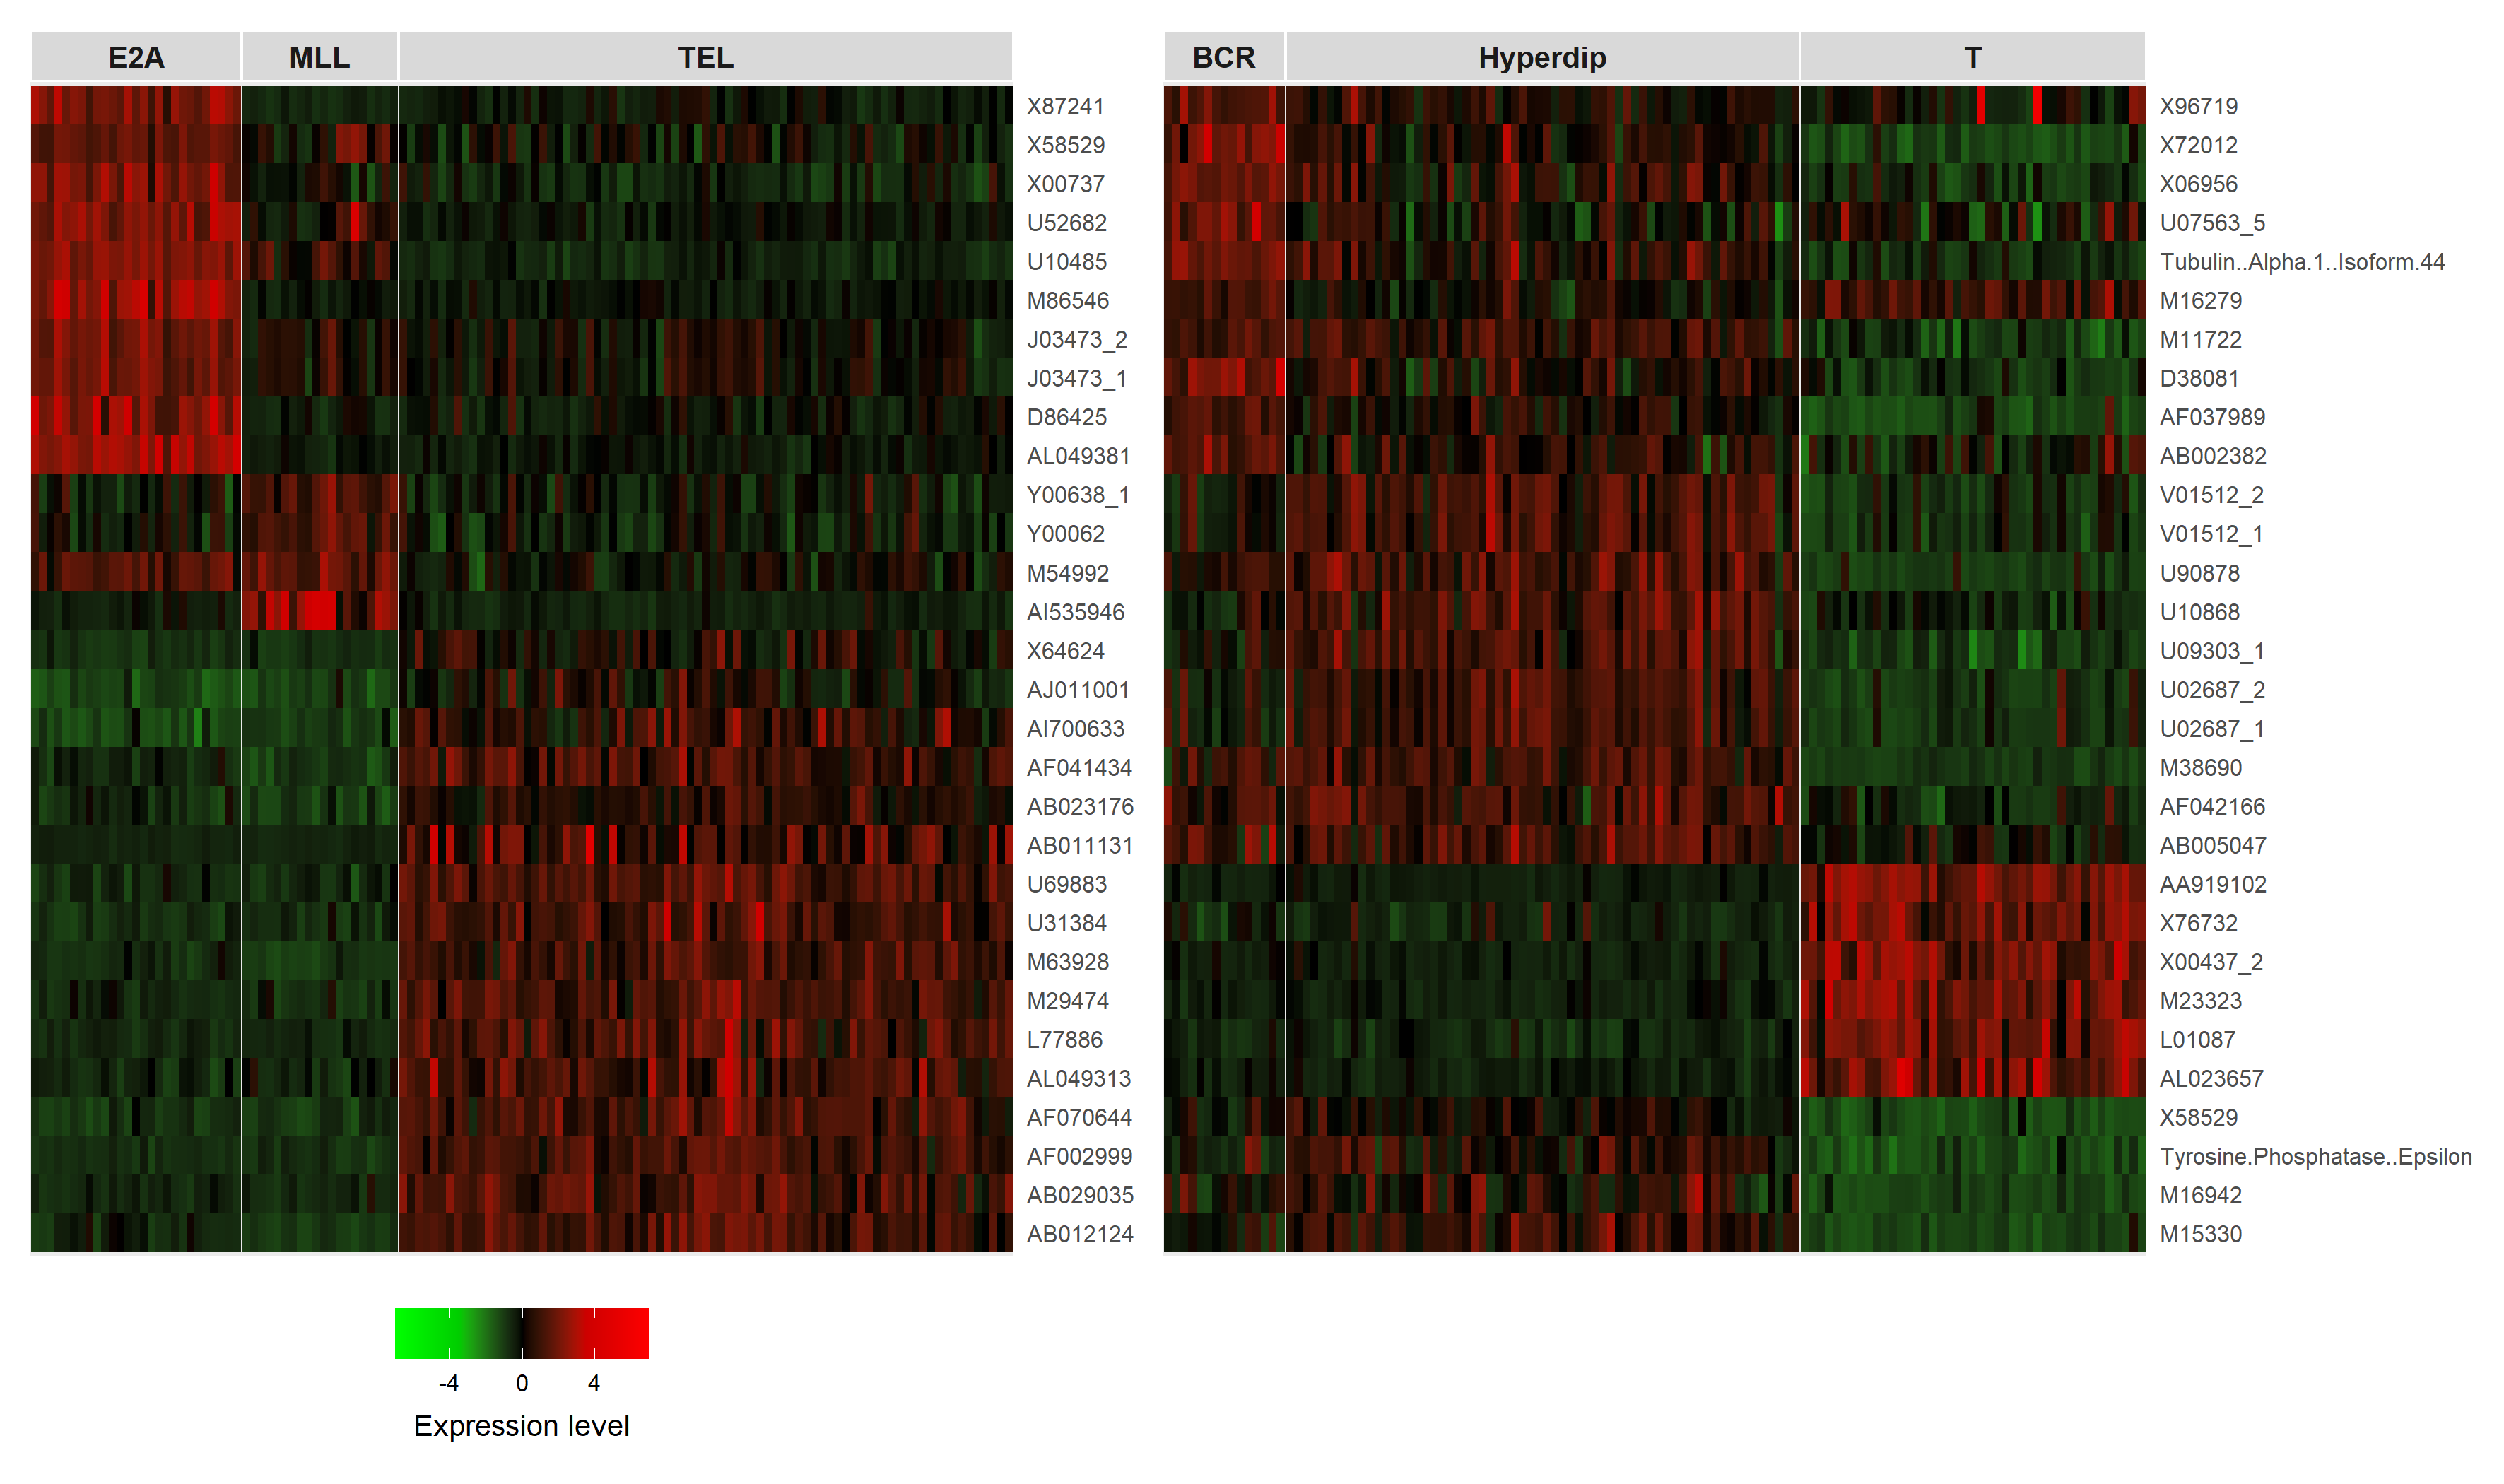 E2A MLL TEL
X87241
X58529
X00737
U52682
U10485
M86546
J03473_2
J03473_1
D86425
AL049381
Y00638_1
Y00062
M54992
AI535946
X64624
AJ011001
AI700633
AF041434
AB023176
AB011131
U69883
U31384
M63928
M29474
L77886
AL049313
AF070644
AF002999
AB029035
AB012124
BCR Hyperdip T
X96719
X72012
X06956
U07563_5
Tubulin..Alpha.1..Isoform.44
M16279
M11722
D38081
AF037989
AB002382
V01512_2
V01512_1
U90878
U10868
U09303_1
U02687_2
U02687_1
M38690
AF042166
AB005047
AA919102
X76732
X00437_2
M23323
L01087
AL023657
X58529
Tyrosine.Phosphatase..Epsilon
M16942
M15330
-4 0 4
Expression level